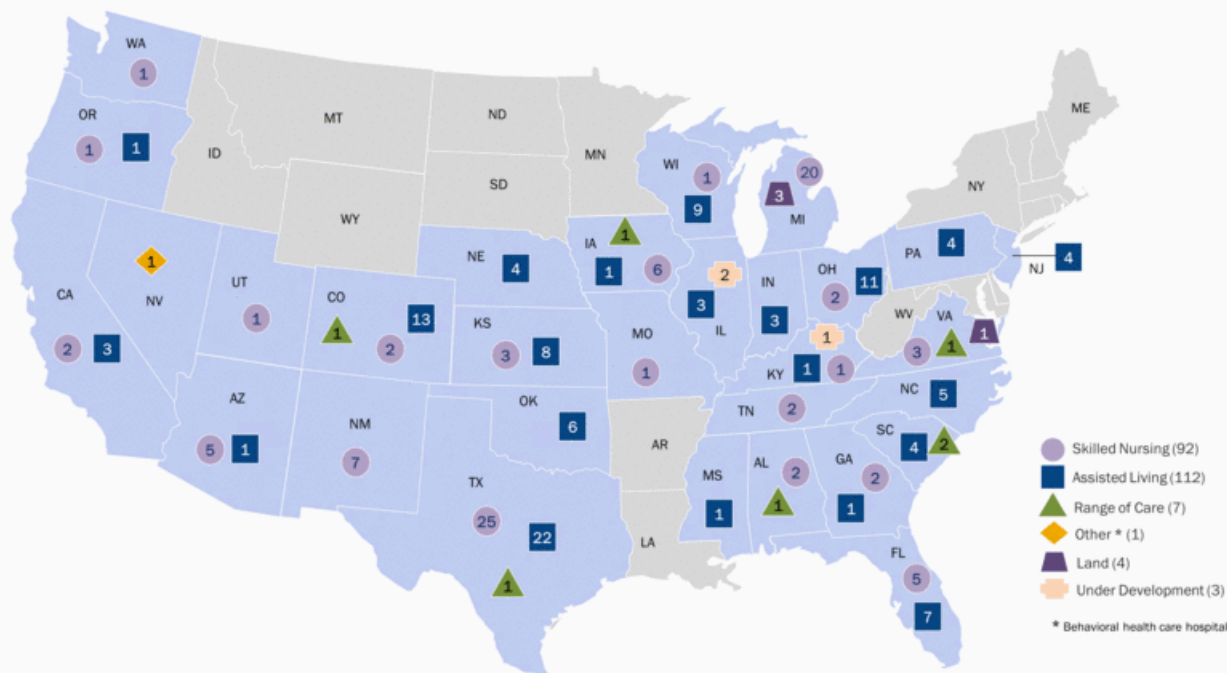 WA
1
OR
1
1
ID
MT
ND
MN
SD
WY
WI
1
9
20
3
MI
NY
ME
1
NV
CA
2
3
UT
1
CO
1
2
13
NE
4
IA
1
1
6
KS
3
8
MO
1
2
3
IL
IN
3
OH
11
2
PA
4
NJ
4
WV
VA
1
1
3
1
KY
1
1
AZ
5
1
NM
7
OK
6
AR
TN
2
NC
5
SC
4
2
TX
25
22
1
LA
MS
1
AL
2
1
GA
2
1
FL
5
7
Skilled Nursing (92)
Assisted Living (112)
Range of Care (7)
Other * (1)
Land (4)
Under Development (3)
* Behavioral health care hospital